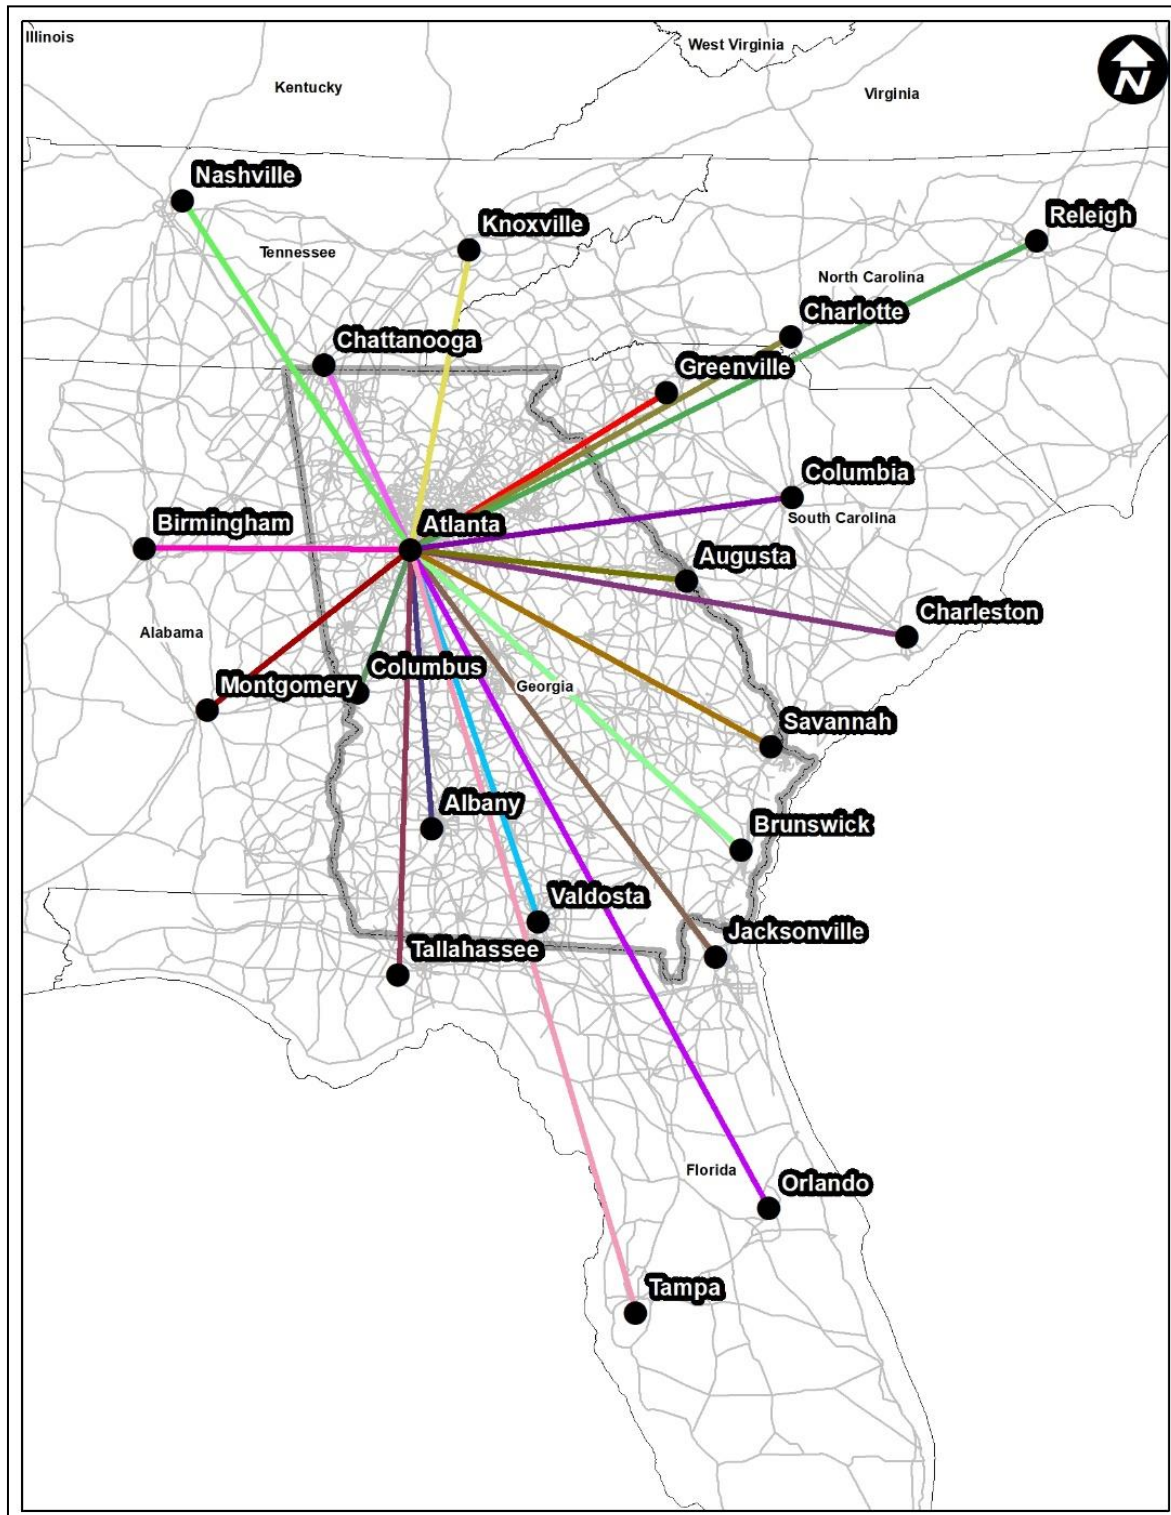 Illinois
West Virginia
Kentucky
Virginia
N
Nashville
Knoxville
Releigh
Tennessee
North Carolina
Charlotte
Chattanooga
Greenville
Columbia
South Carolina
Birmingham
Atlanta
Augusta
Charleston
Alabama
Columbus
Montgomery
Georgia
Savannah
Albany
Brunswick
Valdosta
Jacksonville
Tallahassee
Florida
Orlando
Tampa